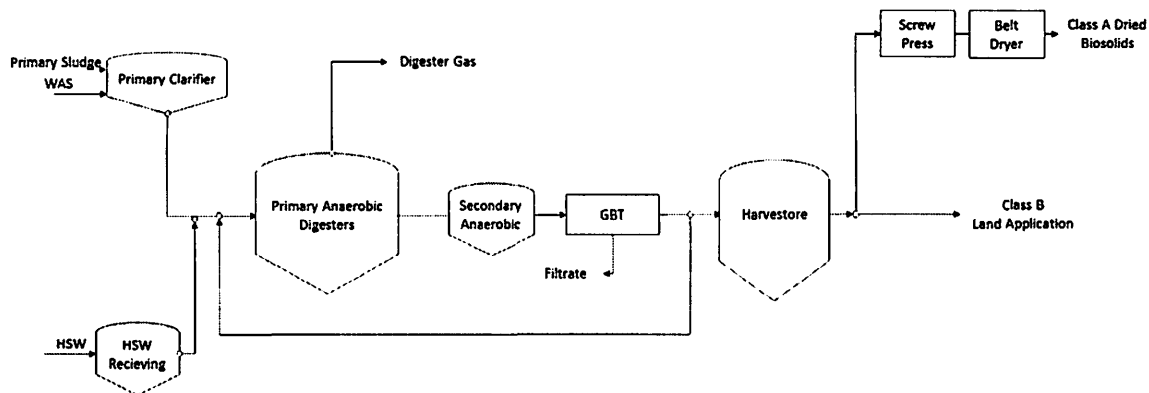 Screw
Press
Belt
Dryer
Class A Dried
Biosolids
Primary Sludge
WAS
Primary Clarifier
Digester Gas
Primary Anaerobic
Digesters
Secondary
Anaerobic
GBT
Harvestore
Class B
Land Application
Filtrate
HSW
HSW
Recieving